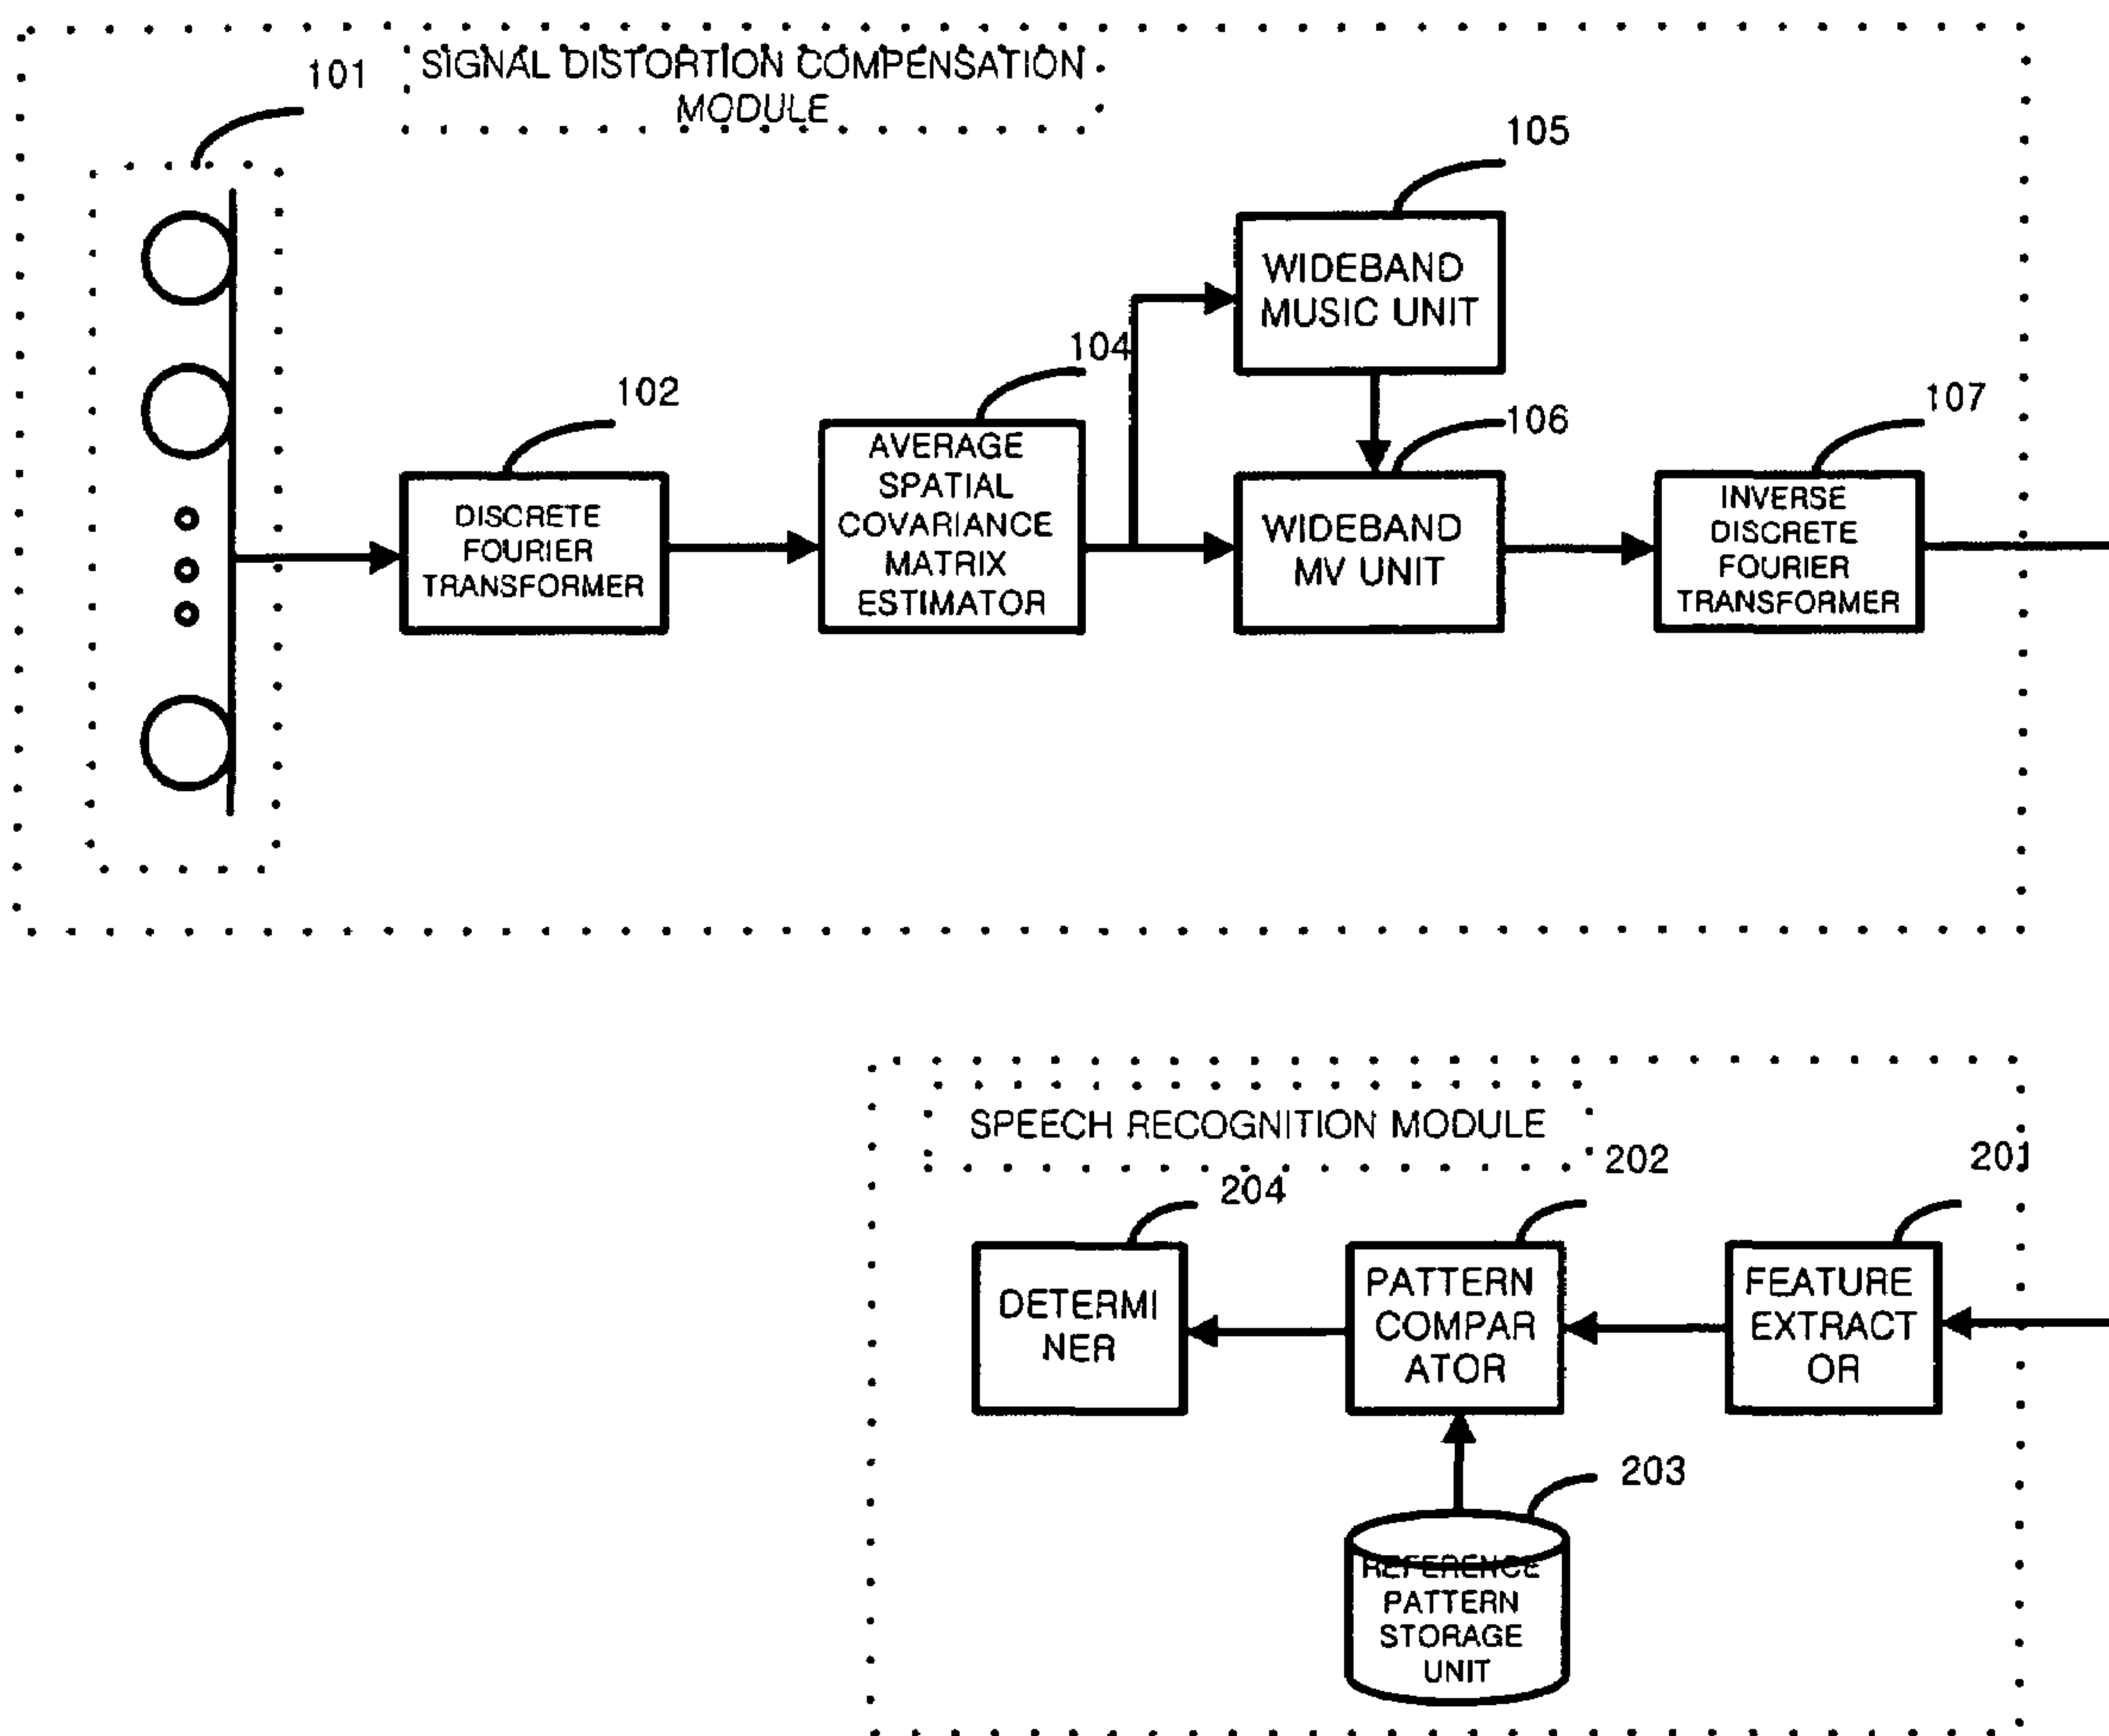 101
SIGNAL DISTORTION COMPENSATION
MODULE
105
WIDEBAND
MUSIC UNIT
104
102
106
107
AVERAGE
SPATIAL
COVARIANCE
MATRIX
ESTIMATOR
DISCRETE
FOURIER
TRANSFORMER
WIDEBAND
MV UNIT
INVERSE
DISCRETE
FOURIER
TRANSFORMER
SPEECH RECOGNITION MODULE
204
202
201
DETERMI
NER
PATTERN
COMPAR
ATOR
FEATURE
EXTRACT
OR
203
REFERENCE
PATTERN
STORAGE
UNIT